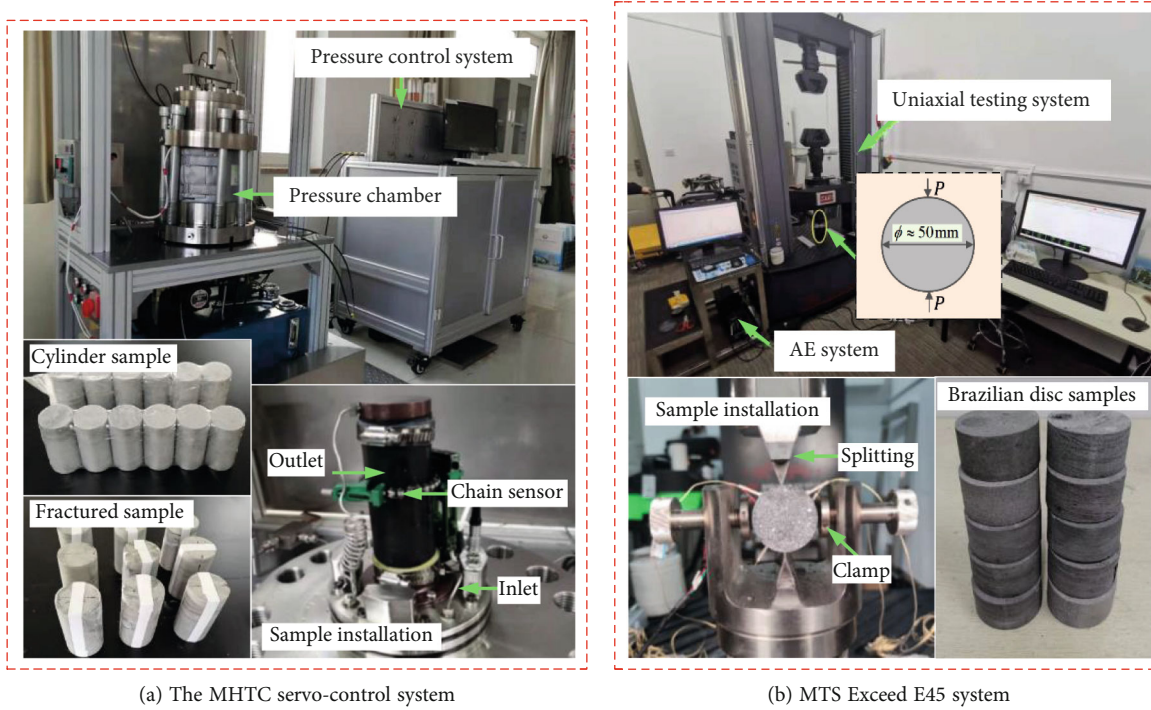 Pressure control system
Pressure chamber
Cylinder sample
Fractured sample
Outlet
Chain sensor
Inlet
Sample installation
(a) The MHTC servo-control system
Uniaxial testing system
P
ϕ ≈ 50mm
P
AE system
Sample installation
Splitting
Clamp
Brazilian disc samples
(b) MTS Exceed E45 system